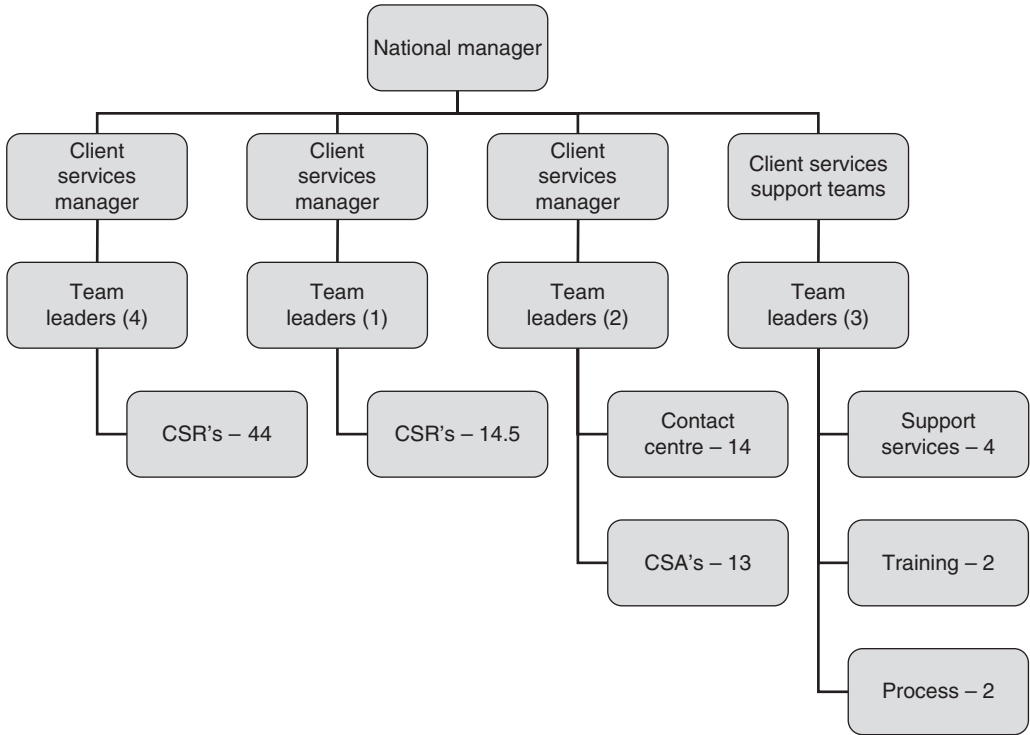 National manager
Client
services
manager
Client
services
manager
Client
services
manager
Client services
support teams
Team
leaders (4)
Team
leaders (1)
Team
leaders (2)
Team
leaders (3)
CSR's – 44
CSR's – 14.5
Contact
centre – 14
Support
services – 4
CSA's – 13
Training – 2
Process – 2